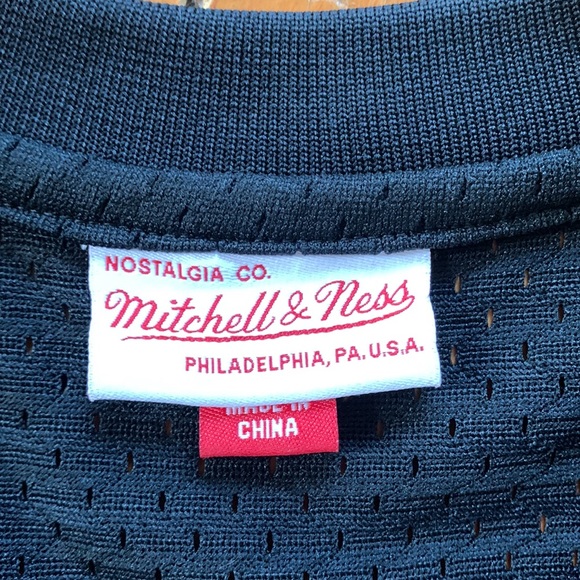 NOSTALGIA CO.
Mitchell & Ness
PHILADELPHIA, PA. U.S.A.
MADE IN
CHINA